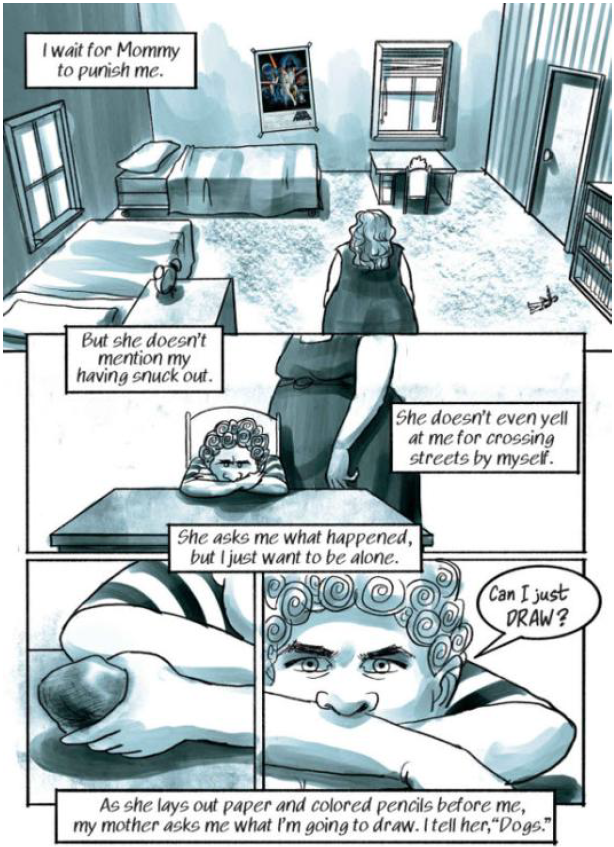 I wait for Mommy
to punish me.
But she doesn't
mention my
having snuck out.
She doesn't even yell
at me for crossing
streets by myself.
She asks me what happened,
but I just want to be alone.
Can I just
DRAW?
As she lays out paper and colored pencils before me,
my mother asks me what I'm going to draw. I tell her, "Dogs."